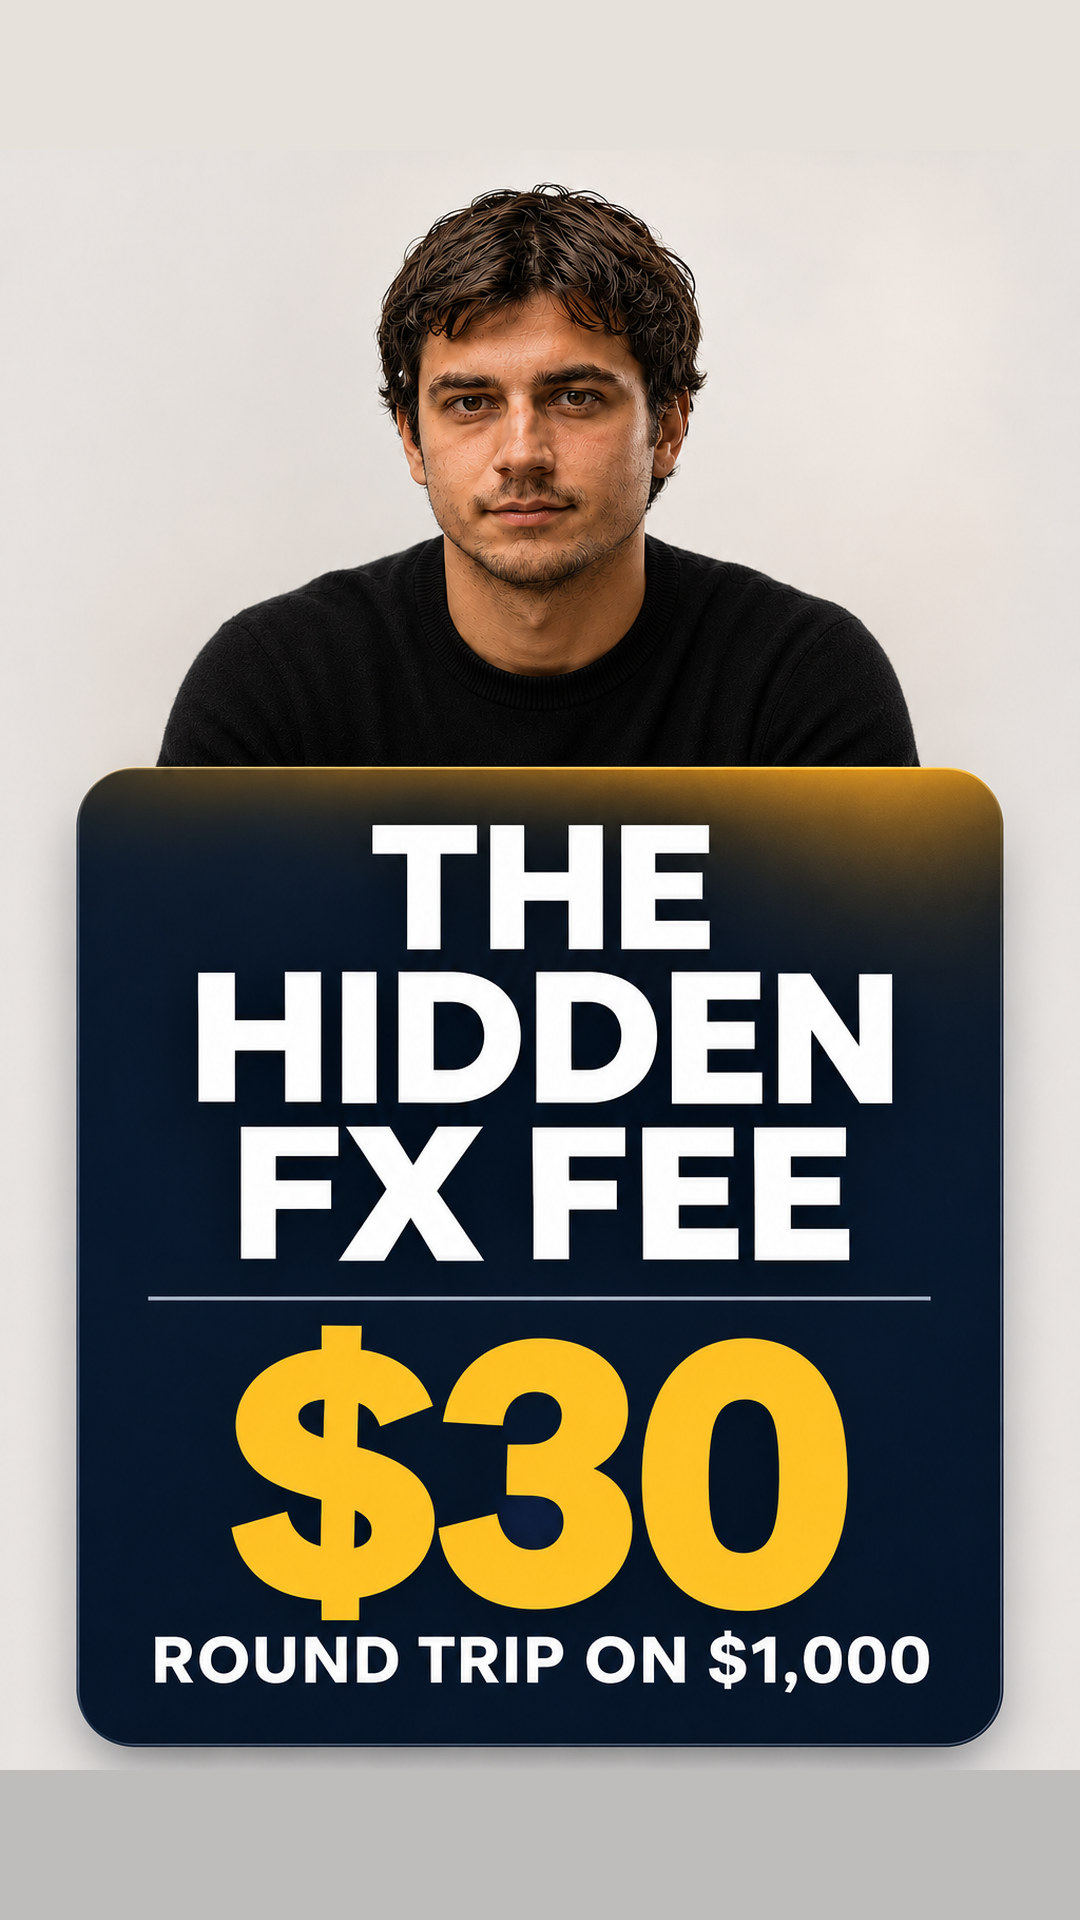 THE
HIDDEN
FX FEE
$30
ROUND TRIP ON $1,000